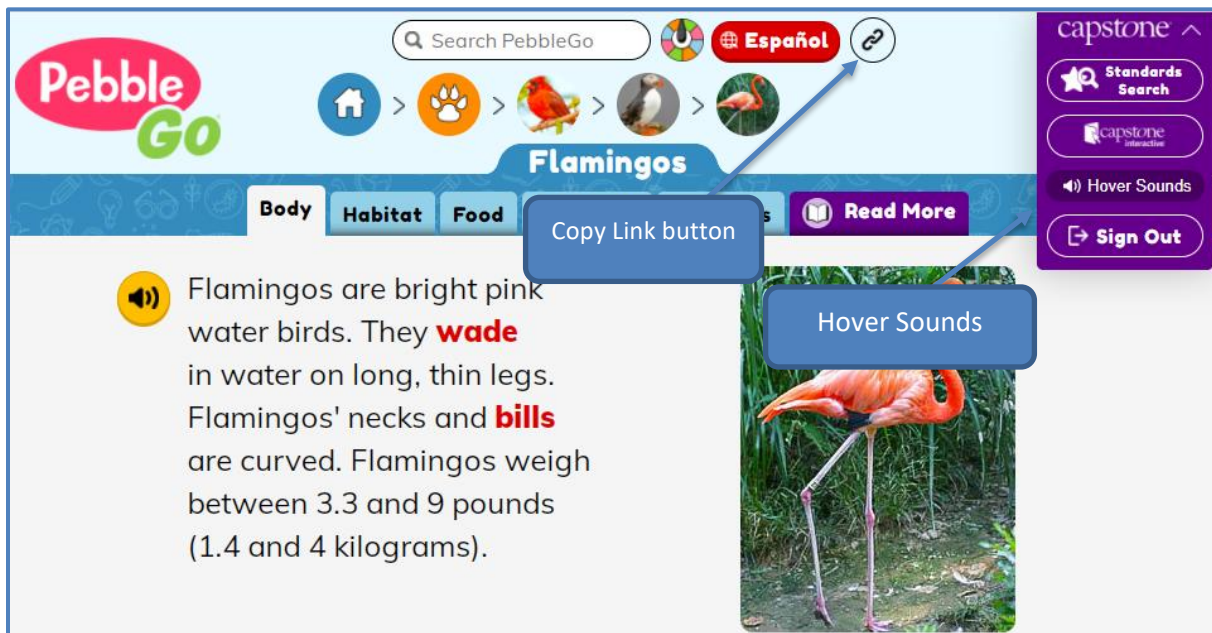 Pebble
Go
Search PebbleGo
Español
capstone
Standards
Search
capstone
interactive
Hover Sounds
Sign Out
Flamingos
Body
Habitat
Food
Read More
Copy Link button
Hover Sounds
Flamingos are bright pink
water birds. They wade
in water on long, thin legs.
Flamingos' necks and bills
are curved. Flamingos weigh
between 3.3 and 9 pounds
(1.4 and 4 kilograms).